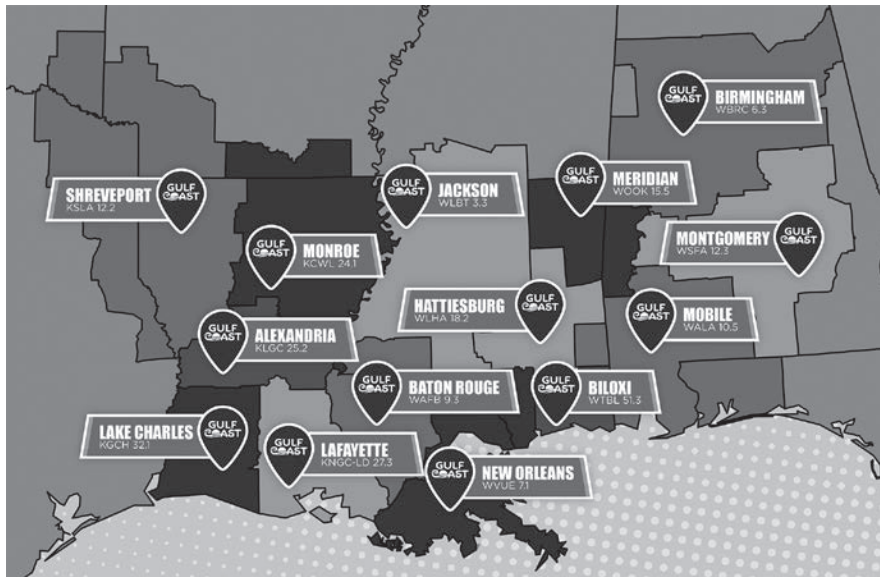 GULF
COAST
BIRMINGHAM
WBRC 6.3
GULF
COAST
SHREVEPORT
KSLA 12.2
GULF
COAST
JACKSON
WLBT 3.3
GULF
COAST
MERIDIAN
WOOK 15.5
GULF
COAST
MONROE
KCWL 24.1
GULF
COAST
MONTGOMERY
WSFA 12.3
GULF
COAST
HATTIESBURG
WLHA 18.2
GULF
COAST
MOBILE
WALA 10.5
GULF
COAST
ALEXANDRIA
KLGC 25.2
GULF
COAST
BATON ROUGE
WAFB 9.3
GULF
COAST
BILOXI
WTBL 51.3
GULF
COAST
LAKE CHARLES
KGCH 32.1
GULF
COAST
LAFAYETTE
KNGC-LD 27.3
GULF
COAST
NEW ORLEANS
WVUE 7.1
GULF
COAST